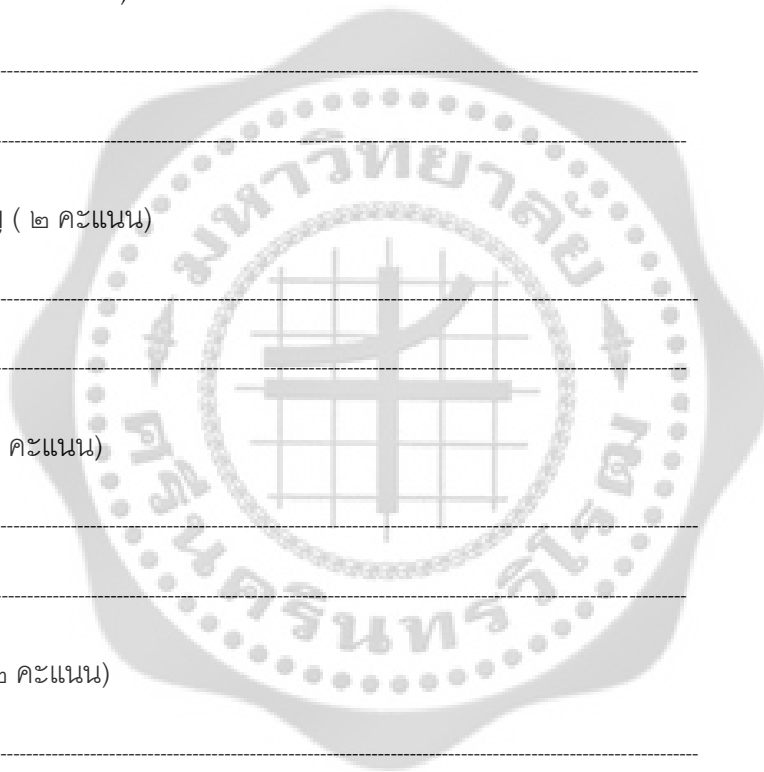 )
มหาวิทยาลัย
( ๒ คะแนน)
คะแนน)
ศรีนครินทรวิโรฒ
๒ คะแนน)